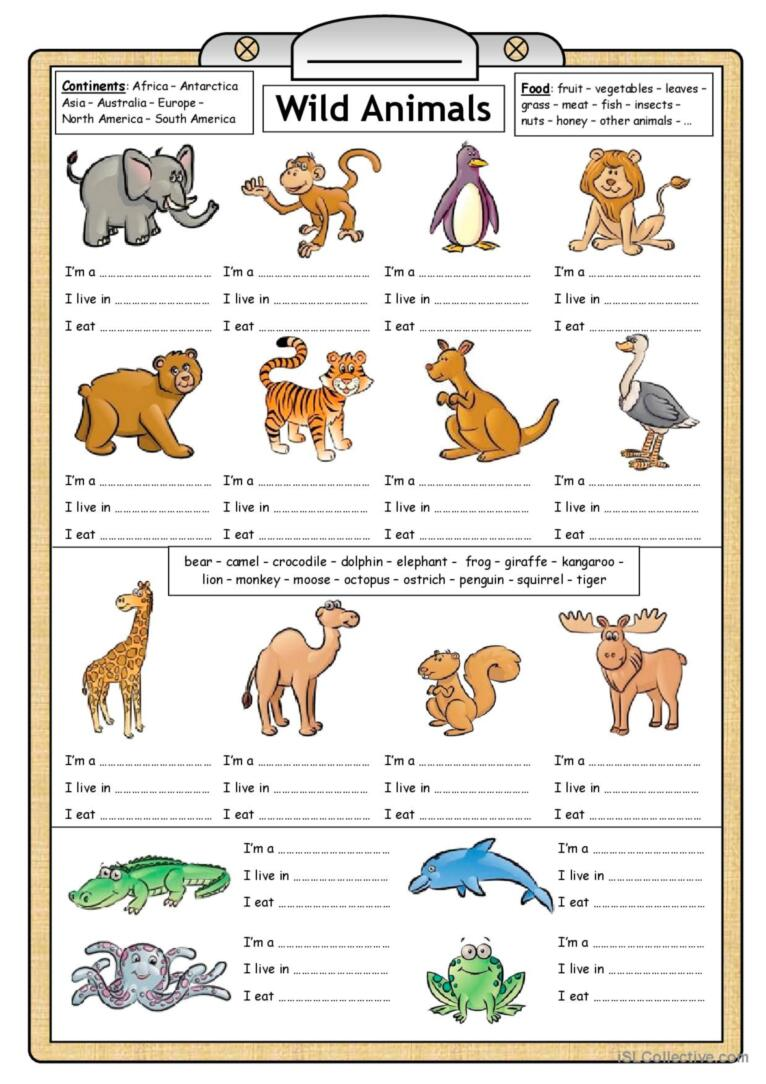 Continents: Africa – Antarctica
Asia – Australia – Europe –
North America – South America
Wild Animals
Food: fruit – vegetables – leaves –
grass – meat – fish – insects –
nuts – honey – other animals - …
I'm a ………………………………… I'm a ………………………………… I'm a ………………………………… I'm a …………………………………
I live in …………………………… I live in …………………………… I live in …………………………… I live in ……………………………
I eat ………………………………… I eat ………………………………… I eat ………………………………… I eat …………………………………
I'm a ………………………………… I'm a ………………………………… I'm a ………………………………… I'm a …………………………………
I live in …………………………… I live in …………………………… I live in …………………………… I live in ……………………………
I eat ………………………………… I eat ………………………………… I eat ………………………………… I eat …………………………………
bear – camel – crocodile – dolphin – elephant - frog – giraffe – kangaroo –
lion – monkey – moose – octopus – ostrich – penguin – squirrel – tiger
I'm a ………………………………… I'm a ………………………………… I'm a ………………………………… I'm a …………………………………
I live in …………………………… I live in …………………………… I live in …………………………… I live in ……………………………
I eat ………………………………… I eat ………………………………… I eat ………………………………… I eat …………………………………
I'm a ………………………………… I'm a …………………………………
I live in …………………………… I live in ……………………………
I eat ………………………………… I eat …………………………………
I'm a ………………………………… I'm a …………………………………
I live in …………………………… I live in ……………………………
I eat ………………………………… I eat …………………………………
iSLCollective.com